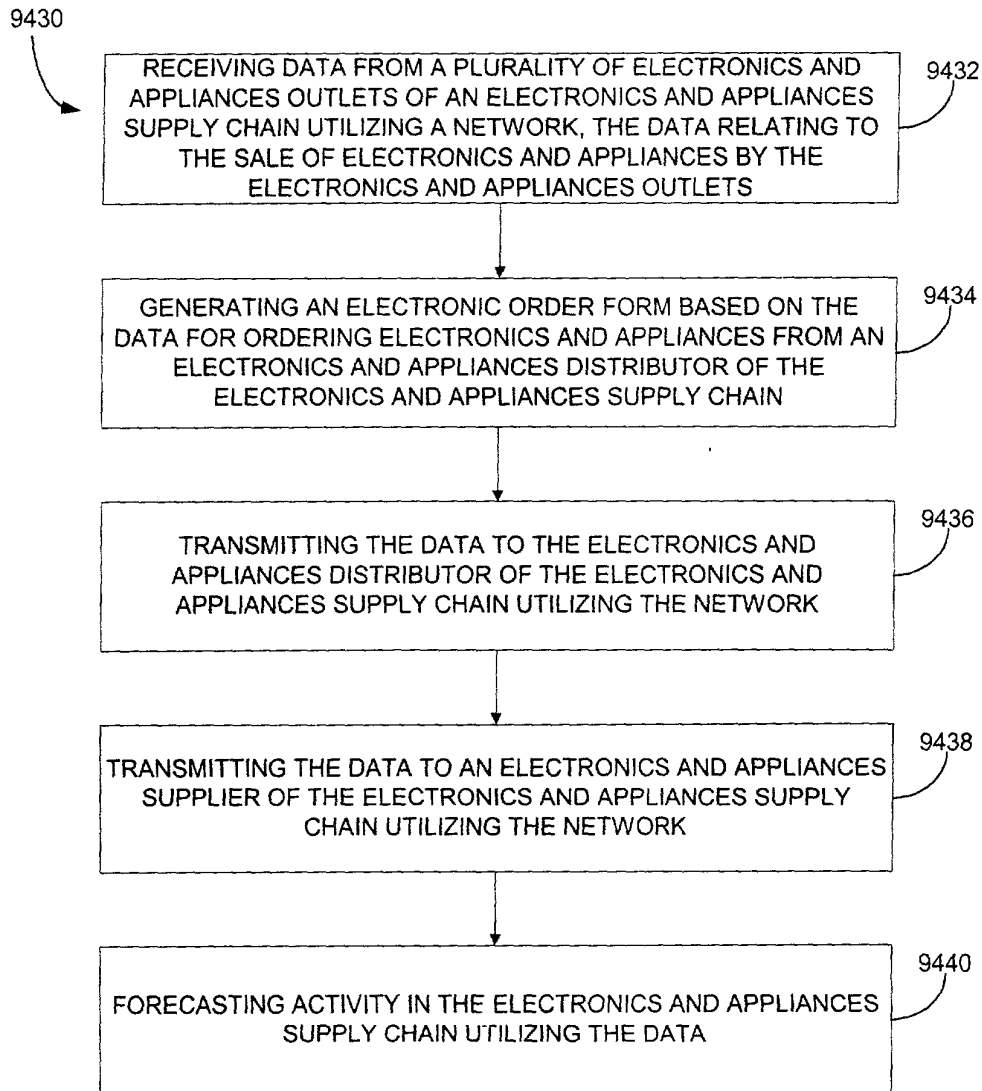 9430
RECEIVING DATA FROM A PLURALITY OF ELECTRONICS AND
APPLIANCES OUTLETS OF AN ELECTRONICS AND APPLIANCES
SUPPLY CHAIN UTILIZING A NETWORK, THE DATA RELATING TO
THE SALE OF ELECTRONICS AND APPLIANCES BY THE
ELECTRONICS AND APPLIANCES OUTLETS
9432
GENERATING AN ELECTRONIC ORDER FORM BASED ON THE
DATA FOR ORDERING ELECTRONICS AND APPLIANCES FROM AN
ELECTRONICS AND APPLIANCES DISTRIBUTOR OF THE
ELECTRONICS AND APPLIANCES SUPPLY CHAIN
9434
TRANSMITTING THE DATA TO THE ELECTRONICS AND
APPLIANCES DISTRIBUTOR OF THE ELECTRONICS AND
APPLIANCES SUPPLY CHAIN UTILIZING THE NETWORK
9436
TRANSMITTING THE DATA TO AN ELECTRONICS AND APPLIANCES
SUPPLIER OF THE ELECTRONICS AND APPLIANCES SUPPLY
CHAIN UTILIZING THE NETWORK
9438
FORECASTING ACTIVITY IN THE ELECTRONICS AND APPLIANCES
SUPPLY CHAIN UTILIZING THE DATA
9440